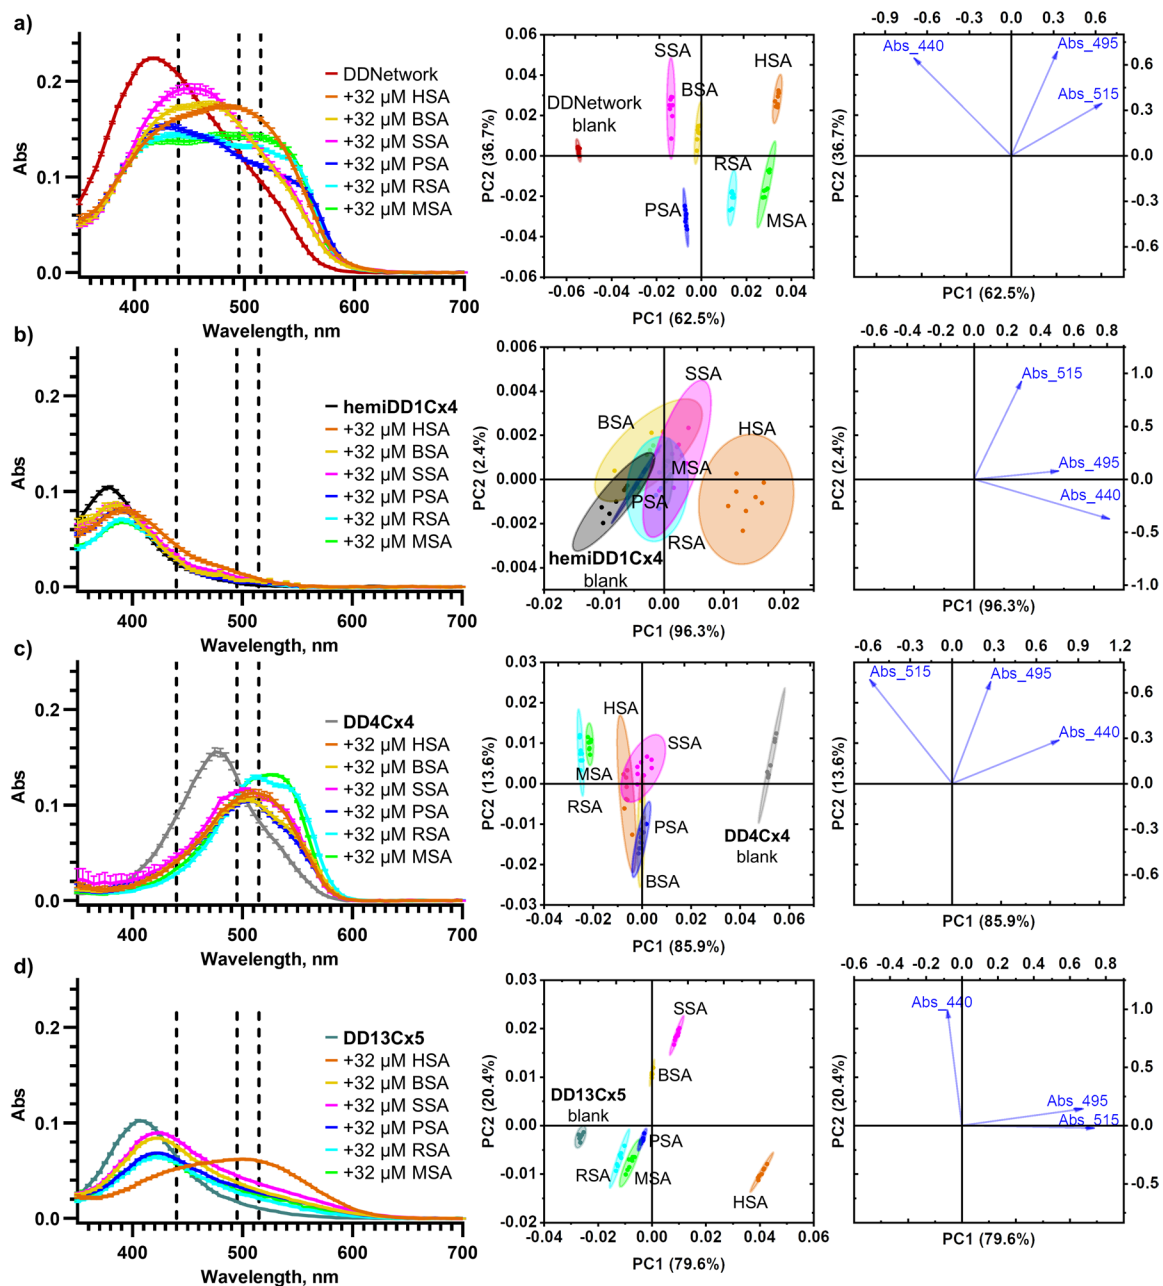 a)
0.2
0.1
0.0
Abs
400
500
600
700
Wavelength, nm
DDNetwork
+32 µM HSA
+32 µM BSA
+32 µM SSA
+32 µM PSA
+32 µM RSA
+32 µM MSA
0.06
0.04
0.02
0.00
-0.02
-0.04
-0.06
PC2 (36.7%)
-0.06
-0.04
-0.02
0.00
0.02
0.04
PC1 (62.5%)
SSA
HSA
BSA
DDNetwork
blank
RSA
PSA
MSA
-0.9
-0.6
-0.3
0.0
0.3
0.6
Abs_440
Abs_495
Abs_515
0.6
0.3
0.0
-0.3
-0.6
PC2 (36.7%)
PC1 (62.5%)
b)
0.2
0.1
0.0
Abs
400
500
600
700
Wavelength, nm
hemiDD1Cx4
+32 µM HSA
+32 µM BSA
+32 µM SSA
+32 µM PSA
+32 µM RSA
+32 µM MSA
0.006
0.004
0.002
0.000
-0.002
-0.004
PC2 (2.4%)
-0.02
-0.01
0.00
0.01
0.02
PC1 (96.3%)
SSA
BSA
HSA
MSA
PSA
RSA
hemiDD1Cx4
blank
-0.6
-0.4
-0.2
0.0
0.2
0.4
0.6
0.8
Abs_515
Abs_495
Abs_440
1.0
0.5
0.0
-0.5
-1.0
PC2 (2.4%)
PC1 (96.3%)
c)
0.2
0.1
0.0
Abs
400
500
600
700
Wavelength, nm
DD4Cx4
+32 µM HSA
+32 µM BSA
+32 µM SSA
+32 µM PSA
+32 µM RSA
+32 µM MSA
0.03
0.02
0.01
0.00
-0.01
-0.02
-0.03
PC2 (13.6%)
-0.04
-0.02
0.00
0.02
0.04
0.06
PC1 (85.9%)
HSA
SSA
MSA
RSA
PSA
BSA
DD4Cx4
blank
-0.6
-0.3
0.0
0.3
0.6
0.9
1.2
Abs_515
Abs_495
Abs_440
0.6
0.3
0.0
-0.3
-0.6
PC2 (13.6%)
PC1 (85.9%)
d)
0.2
0.1
0.0
Abs
400
500
600
700
Wavelength, nm
DD13Cx5
+32 µM HSA
+32 µM BSA
+32 µM SSA
+32 µM PSA
+32 µM RSA
+32 µM MSA
0.03
0.02
0.01
0.00
-0.01
-0.02
PC2 (20.4%)
-0.04
-0.02
0.00
0.02
0.04
0.06
PC1 (79.6%)
SSA
BSA
DD13Cx5
blank
PSA
RSA
MSA
HSA
-0.6
-0.4
-0.2
0.0
0.2
0.4
0.6
0.8
Abs_440
Abs_495
Abs_515
1.0
0.5
0.0
-0.5
PC2 (20.4%)
PC1 (79.6%)